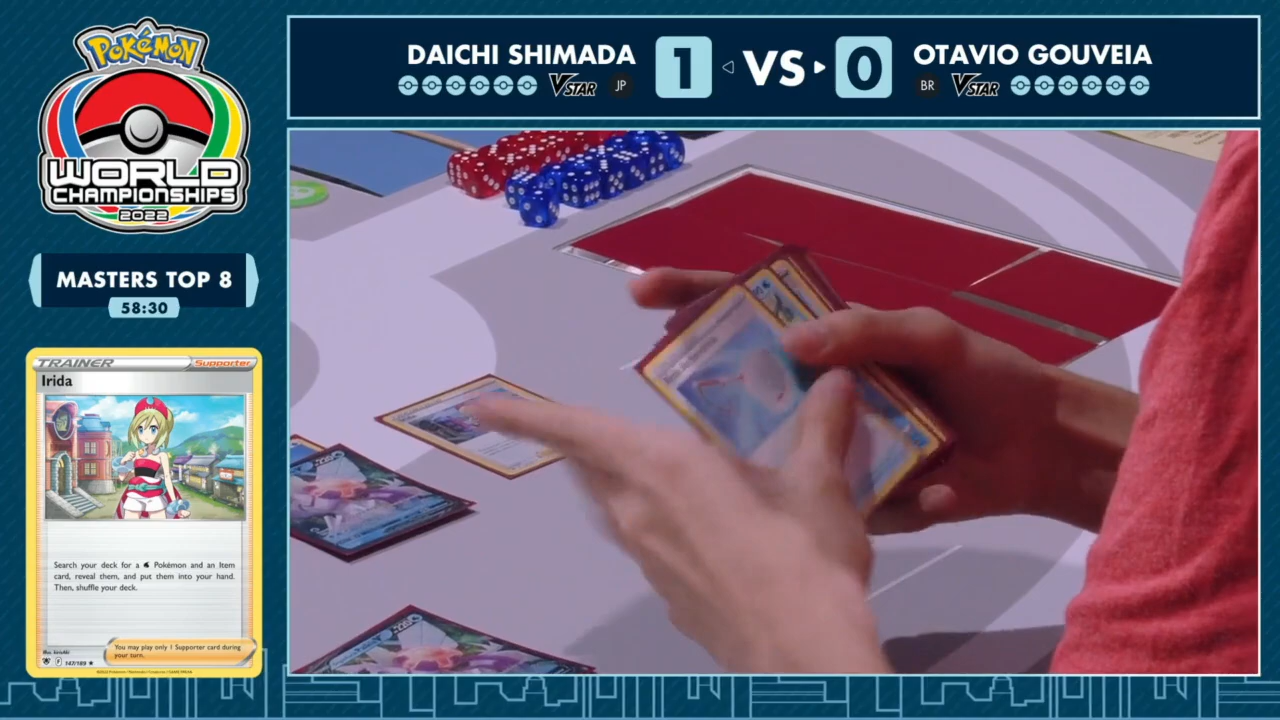 Pokémon
WORLD
CHAMPIONSHIPS
2022
DAICHI SHIMADA
VSTAR
JP
1
VS
0
OTAVIO GOUVEIA
BR
VSTAR
MASTERS TOP 8
58:30
TRAINER
Supporter
Irida
Search your deck for a Pokémon and an Item
card, reveal them, and put them into your hand.
Then, shuffle your deck.
You may play only 1 Supporter card during
your turn.
147/189